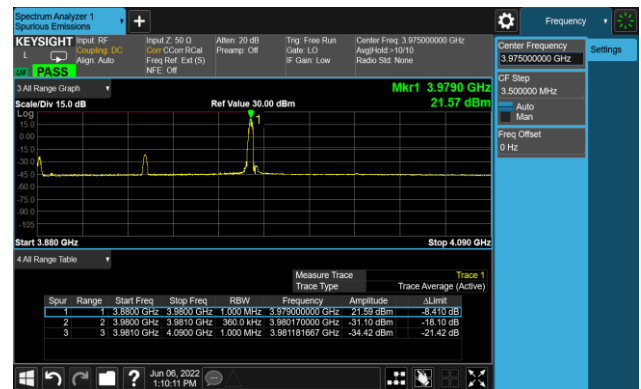 Spectrum Analyzer 1
Spurious Emissions
Frequency
KEYSIGHT
L
PASS
Input: RF
Coupling: DC
Align: Auto
Input Z: 50 Ω
Corr CCorr RCal
Freq Ref: Ext (S)
NFE: Off
Atten: 20 dB
Preamp: Off
Trig: Free Run
Gate: LO
IF Gain: Low
Center Freq: 3.975000000 GHz
Avg|Hold:>10/10
Radio Std: None
Center Frequency
3.975000000 GHz
Settings
CF Step
3.500000 MHz
Auto
Man
Freq Offset
0 Hz
3 All Range Graph
Mkr1 3.9790 GHz
Scale/Div 15.0 dB
Ref Value 30.00 dBm
21.57 dBm
Log
1
15.0
0.00
-15.0
-30.0
-45.0
-60.0
-75.0
-90.0
-105
Start 3.880 GHz
Stop 4.090 GHz
4 All Range Table
Measure Trace Trace 1
Trace Type Trace Average (Active)
Spur Range Start Freq Stop Freq RBW Frequency Amplitude ΔLimit
1 1 3.8800 GHz 3.9800 GHz 1.000 MHz 3.979000000 GHz 21.59 dBm -8.410 dB
2 2 3.9800 GHz 3.9810 GHz 360.0 kHz 3.980170000 GHz -31.10 dBm -18.10 dB
3 3 3.9810 GHz 4.0900 GHz 1.000 MHz 3.981181667 GHz -34.42 dBm -21.42 dB
?
Jun 06, 2022
1:10:11 PM